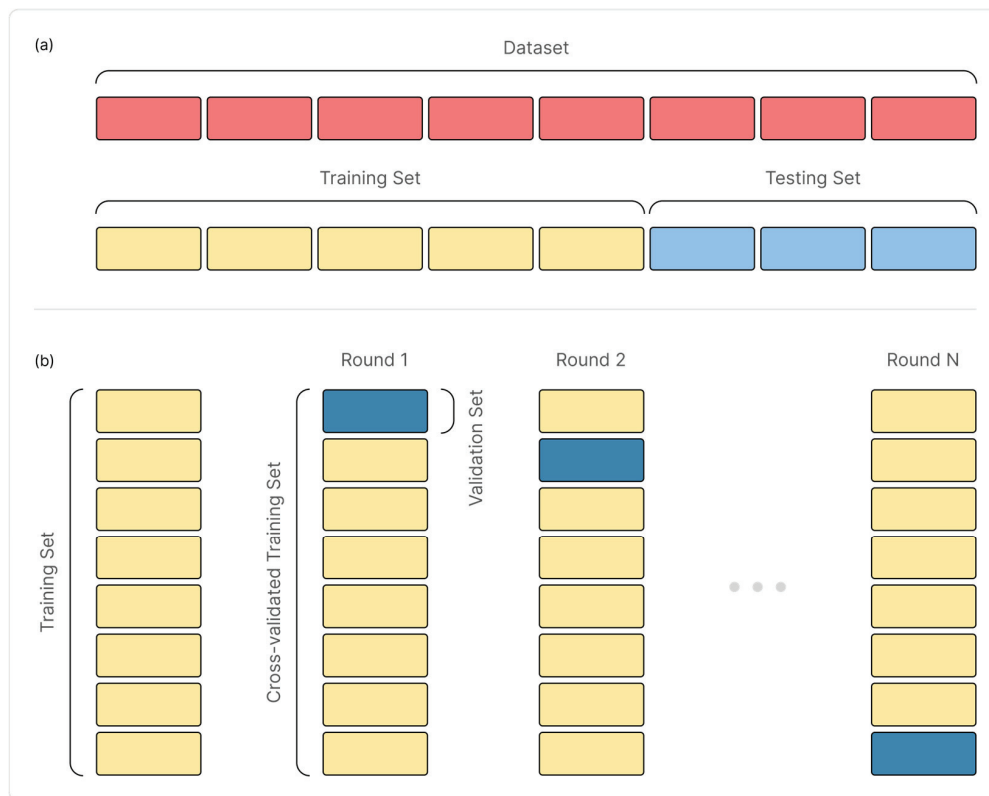 (a)
Dataset
Training Set
Testing Set
(b)
Round 1
Round 2
Round N
Training Set
Cross-validated Training Set
Validation Set